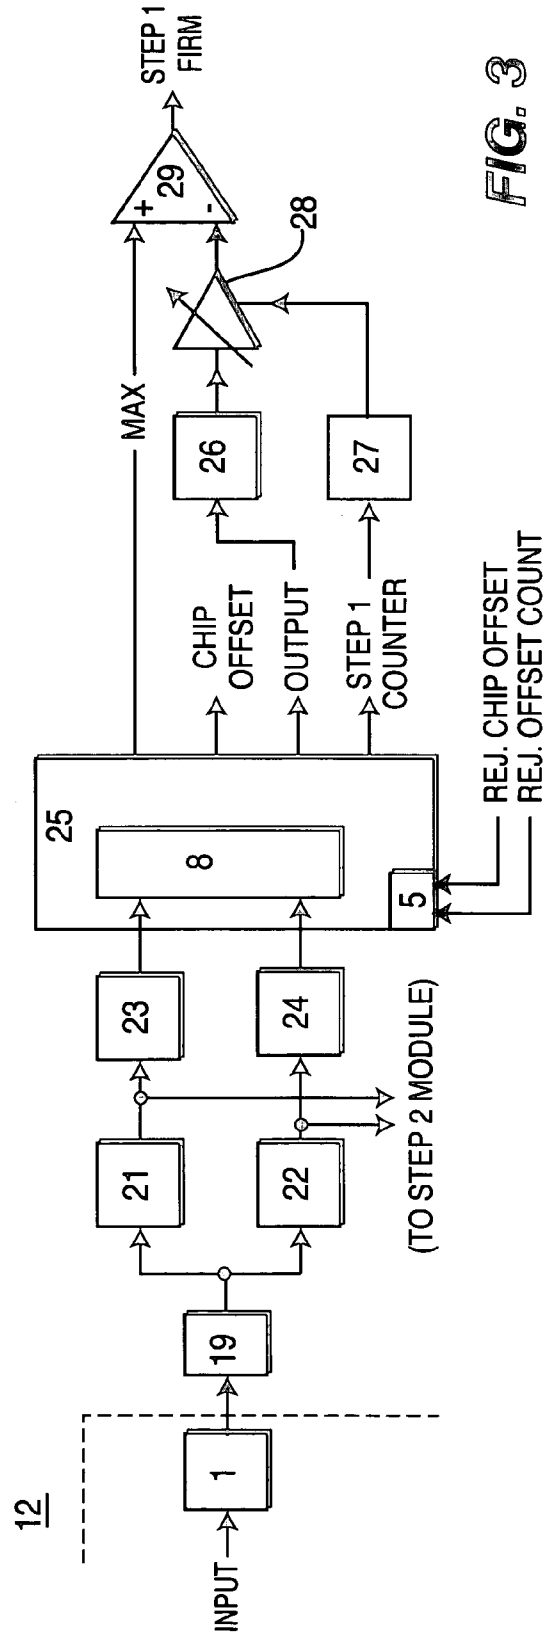 12
INPUT
1
19
21
22
(TO STEP 2 MODULE)
23
24
25
8
5
REJ. CHIP OFFSET
REJ. OFFSET COUNT
MAX
CHIP
OFFSET
OUTPUT
STEP 1
COUNTER
26
27
28
+
-
29
STEP 1
FIRM
FIG. 3